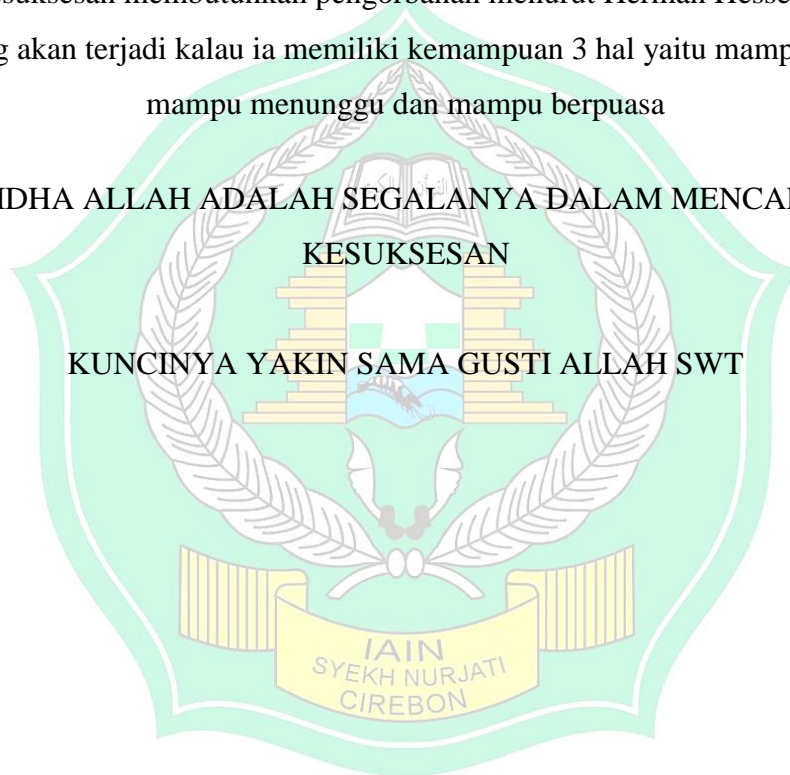 esuksesan membutuhkan pengorbanan menurut Herman Hesse
g akan terjadi kalau ia memiliki kemampuan 3 hal yaitu mamp
mampu menunggu dan mampu berpuasa
IDHA ALLAH ADALAH SEGALANYA DALAM MENCA
KESUKSESAN
KUNCINYA YAKIN SAMA GUSTI ALLAH SWT
IAIN
SYEKH NURJATI
CIREBON